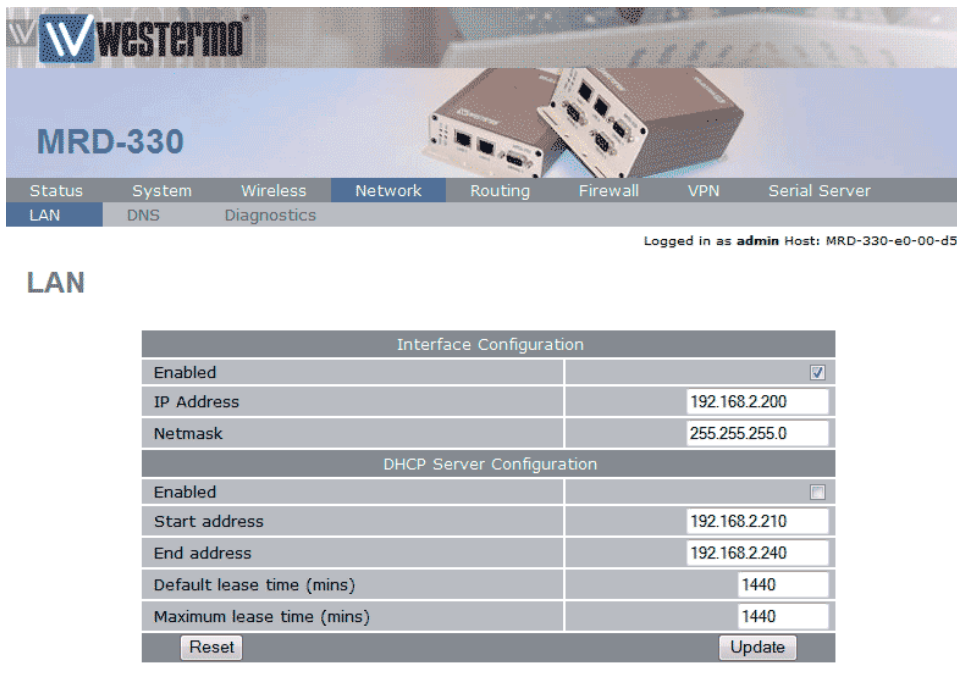 westermo
MRD-330
Status System Wireless Network Routing Firewall VPN Serial Server
LAN DNS Diagnostics
Logged in as admin Host: MRD-330-e0-00-d5
LAN
Interface Configuration
Enabled
IP Address 192.168.2.200
Netmask 255.255.255.0
DHCP Server Configuration
Enabled
Start address 192.168.2.210
End address 192.168.2.240
Default lease time (mins) 1440
Maximum lease time (mins) 1440
Reset Update